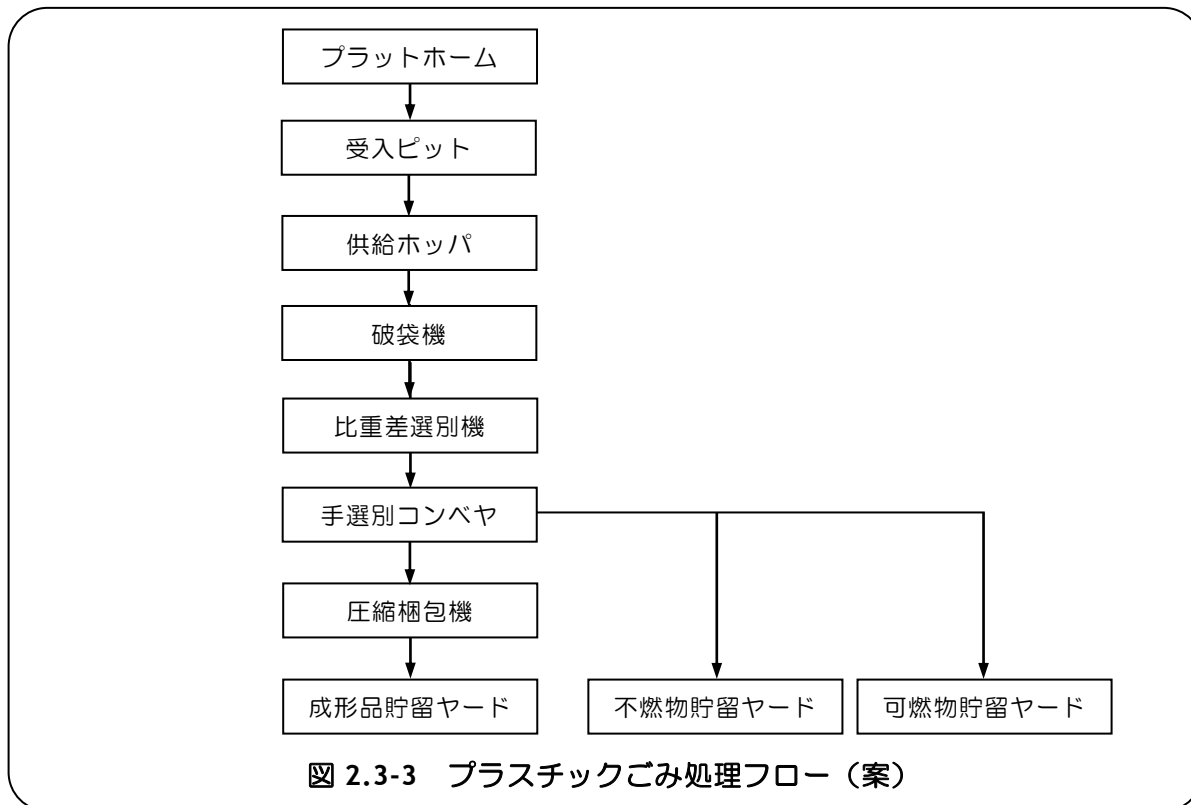 プラットホーム
受入ピット
供給ホッパ
破袋機
比重差選別機
手選別コンベヤ
圧縮梱包機
成形品貯留ヤード
不燃物貯留ヤード
可燃物貯留ヤード
図 2.3-3　プラスチックごみ処理フロー（案）